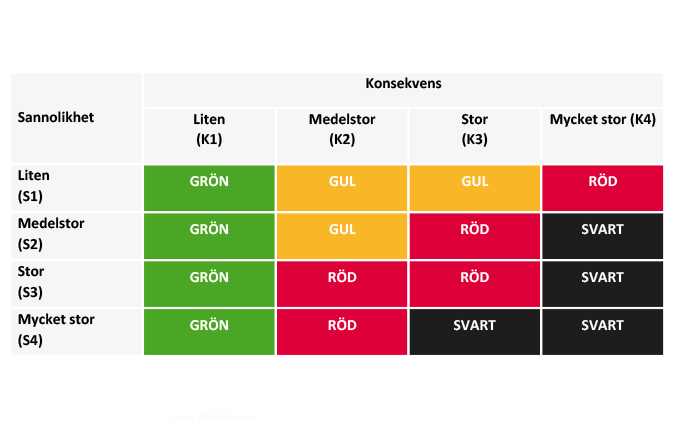 Sannolikhet
Konsekvens
Liten
(K1)
Medelstor
(K2)
Stor
(K3)
Mycket stor (K4)
Liten
(S1)
GRÖN
GUL
GUL
RÖD
Medelstor
(S2)
GRÖN
GUL
RÖD
SVART
Stor
(S3)
GRÖN
RÖD
RÖD
SVART
Mycket stor
(S4)
GRÖN
RÖD
SVART
SVART